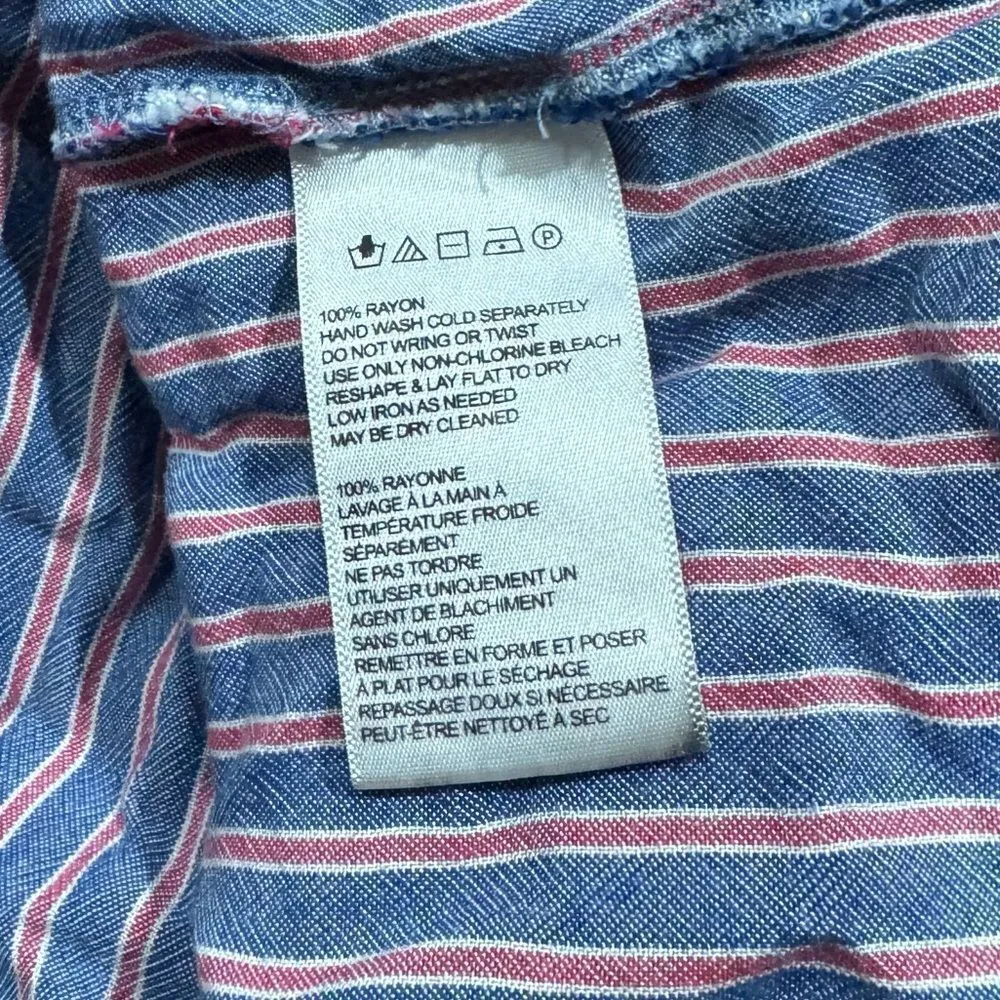 P
100% RAYON
HAND WASH COLD SEPARATELY
DO NOT WRING OR TWIST
USE ONLY NON-CHLORINE BLEACH
RESHAPE & LAY FLAT TO DRY
LOW IRON AS NEEDED
MAY BE DRY CLEANED
100% RAYONNE
LAVAGE À LA MAIN À
TEMPÉRATURE FROIDE
SÉPARÉMENT
NE PAS TORDRE
UTILISER UNIQUEMENT UN
AGENT DE BLACHIMENT
SANS CHLORE
REMETTRE EN FORME ET POSER
À PLAT POUR LE SÉCHAGE
REPASSAGE DOUX SI NÉCESSAIRE
PEUT-ÊTRE NETTOYÉ À SEC